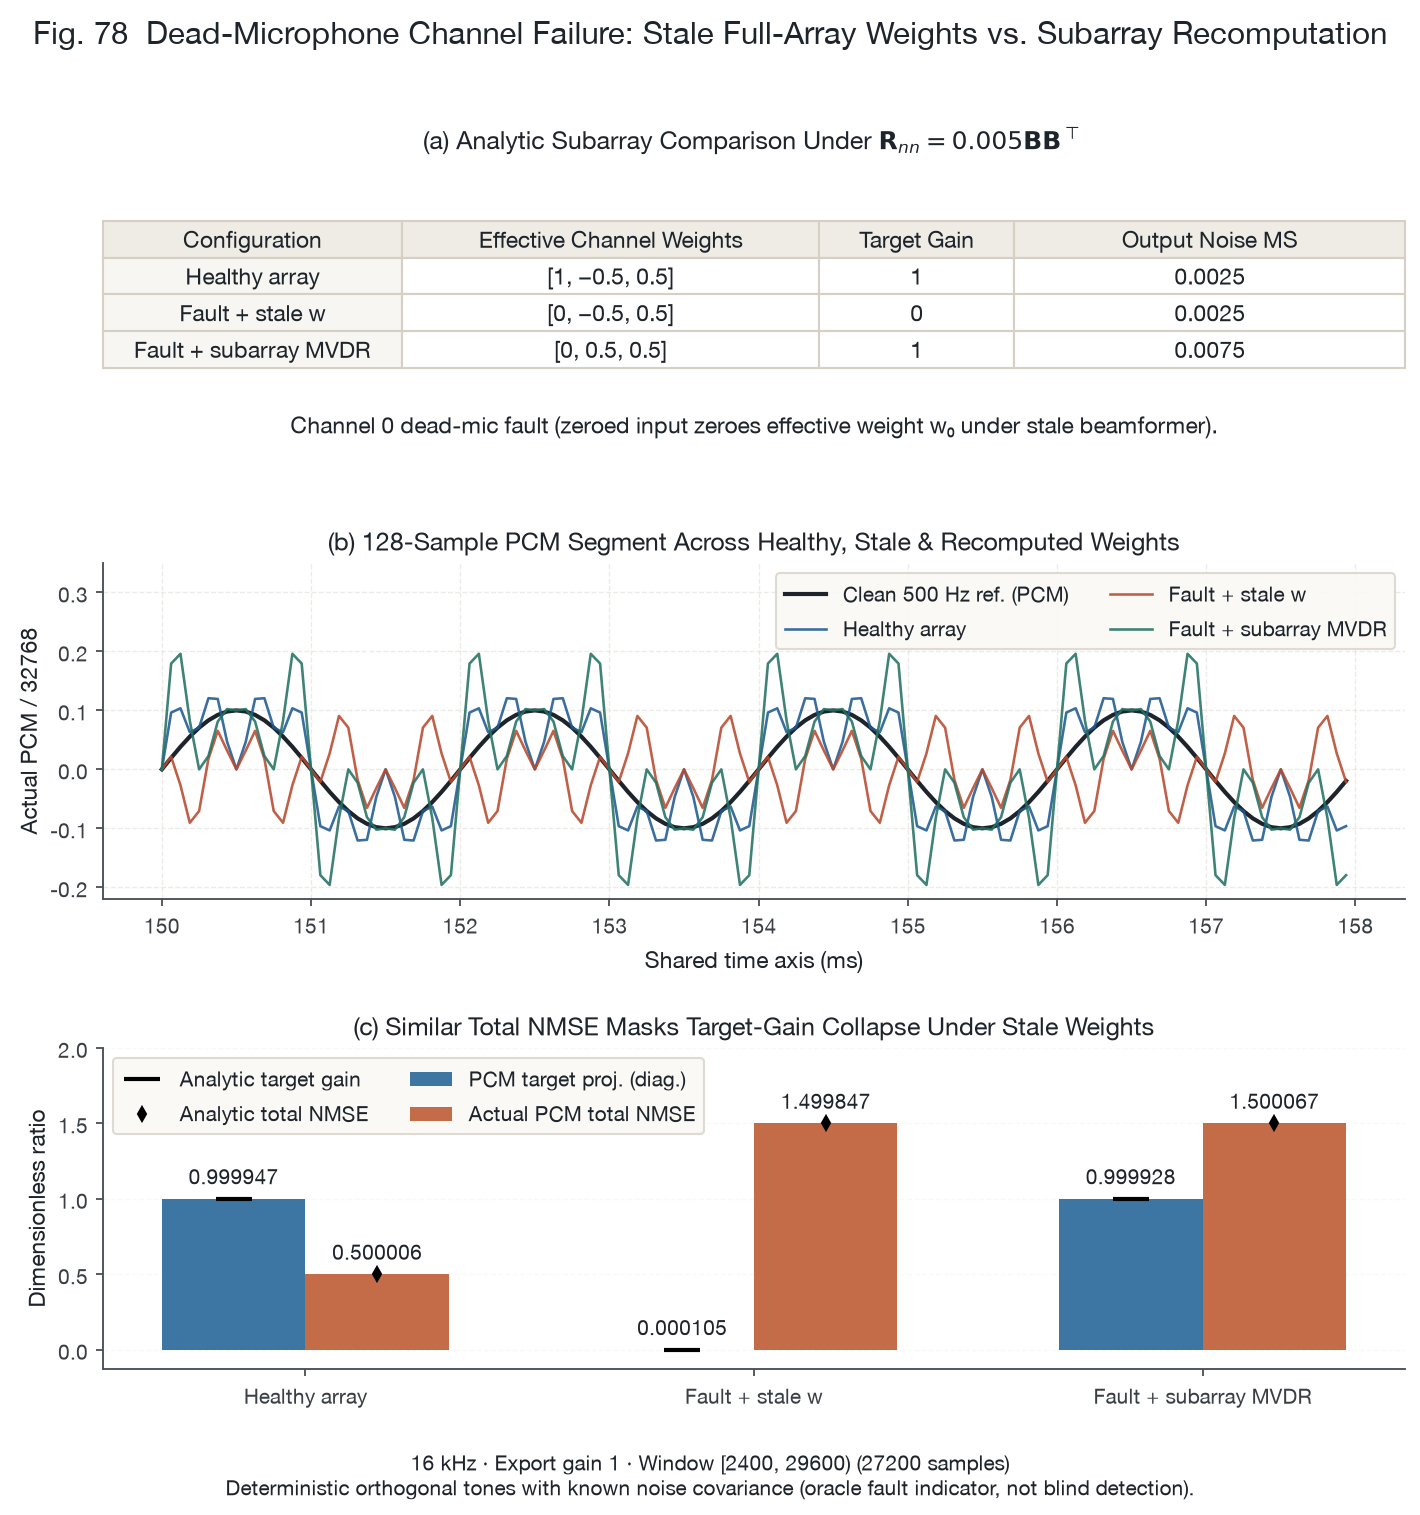 Fig. 78  Dead-Microphone Channel Failure: Stale Full-Array Weights vs. Subarray Recomputation
(a) Analytic Subarray Comparison Under R_nn = 0.005BB^⊤
Configuration Effective Channel Weights Target Gain Output Noise MS
Healthy array [1, −0.5, 0.5] 1 0.0025
Fault + stale w [0, −0.5, 0.5] 0 0.0025
Fault + subarray MVDR [0, 0.5, 0.5] 1 0.0075
Channel 0 dead-mic fault (zeroed input zeroes effective weight w₀ under stale beamformer).
(b) 128-Sample PCM Segment Across Healthy, Stale & Recomputed Weights
Clean 500 Hz ref. (PCM) Fault + stale w
Healthy array Fault + subarray MVDR
0.3
0.2
0.1
0.0
-0.1
-0.2
Actual PCM / 32768
150 151 152 153 154 155 156 157 158
Shared time axis (ms)
(c) Similar Total NMSE Masks Target-Gain Collapse Under Stale Weights
Analytic target gain PCM target proj. (diag.)
Analytic total NMSE Actual PCM total NMSE
2.0
1.5
1.0
0.5
0.0
Dimensionless ratio
0.999947
0.500006
0.000105
1.499847
0.999928
1.500067
Healthy array Fault + stale w Fault + subarray MVDR
16 kHz · Export gain 1 · Window [2400, 29600) (27200 samples)
Deterministic orthogonal tones with known noise covariance (oracle fault indicator, not blind detection).